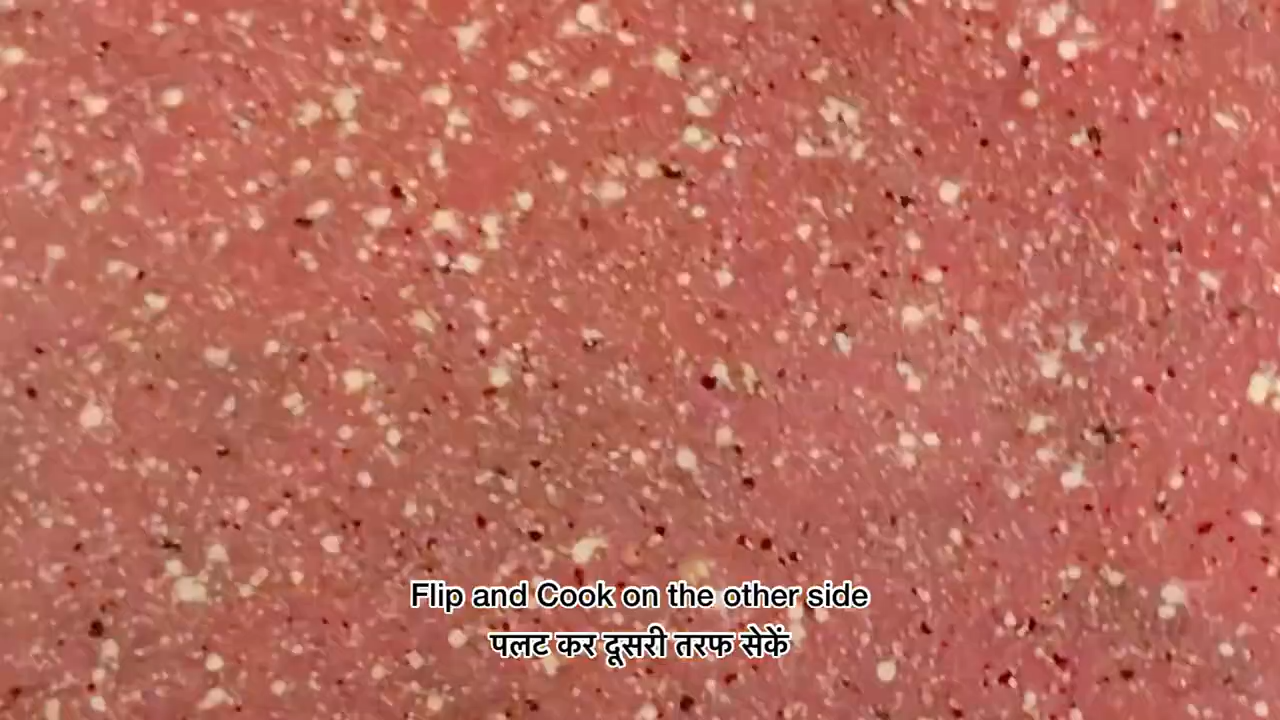 Flip and Cook on the other side
पलट कर दूसरी तरफ सेकें